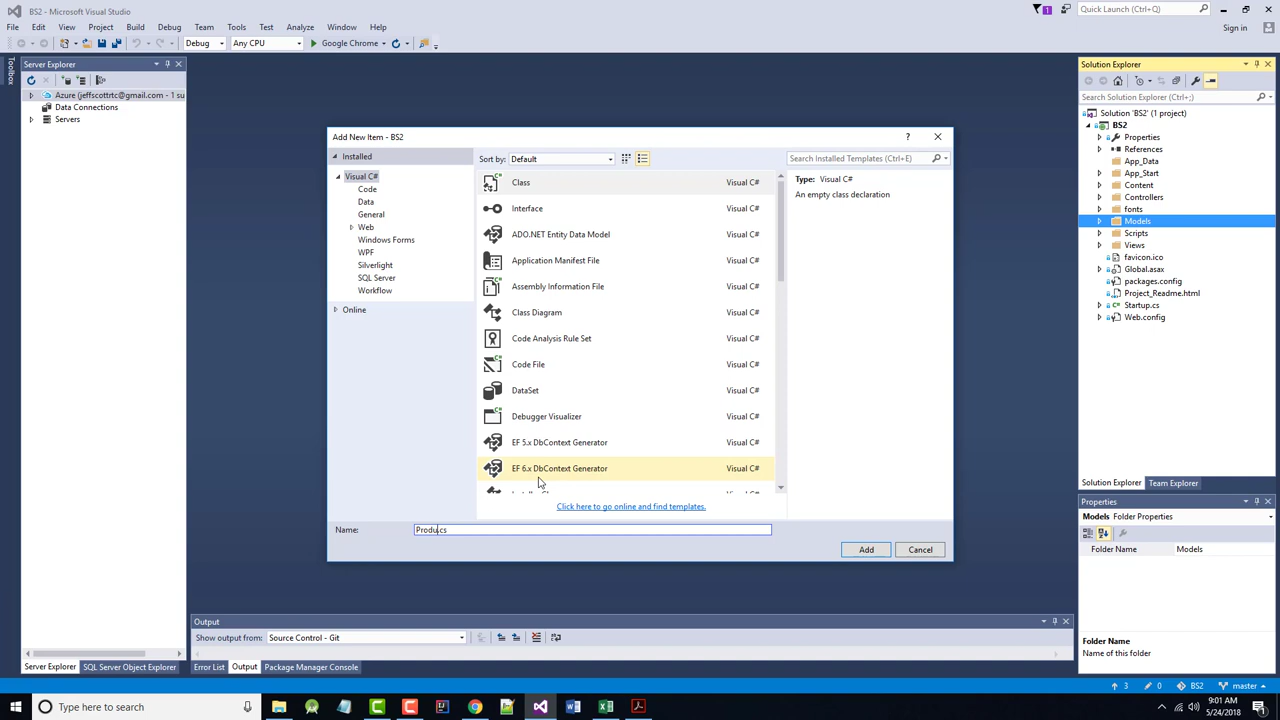 BS2 - Microsoft Visual Studio
1
Quick Launch (Ctrl+Q)
File Edit View Project Build Debug Team Tools Test Analyze Window Help
Sign in
Debug Any CPU Google Chrome
Toolbox
Server Explorer
Azure (jeffscottrtc@gmail.com - 1 su
Data Connections
Servers
Add New Item - BS2
?
Installed
Sort by: Default
Search Installed Templates (Ctrl+E)
Visual C#
Code
Data
General
Web
Windows Forms
WPF
Silverlight
SQL Server
Workflow
Online
Class Visual C#
Interface Visual C#
ADO.NET Entity Data Model Visual C#
Application Manifest File Visual C#
Assembly Information File Visual C#
Class Diagram Visual C#
Code Analysis Rule Set Visual C#
Code File Visual C#
DataSet Visual C#
Debugger Visualizer Visual C#
EF 5.x DbContext Generator Visual C#
EF 6.x DbContext Generator Visual C#
Type: Visual C#
An empty class declaration
Click here to go online and find templates.
Name: Produ.cs
Add Cancel
Solution Explorer
Search Solution Explorer (Ctrl+;)
Solution 'BS2' (1 project)
BS2
Properties
References
App_Data
App_Start
Content
Controllers
fonts
Models
Scripts
Views
favicon.ico
Global.asax
packages.config
Project_Readme.html
Startup.cs
Web.config
Solution Explorer Team Explorer
Properties
Models Folder Properties
Folder Name Models
Folder Name
Name of this folder
Output
Show output from: Source Control - Git
Server Explorer SQL Server Object Explorer Error List Output Package Manager Console
3 0 BS2 master
Type here to search
9:01 AM
5/24/2018